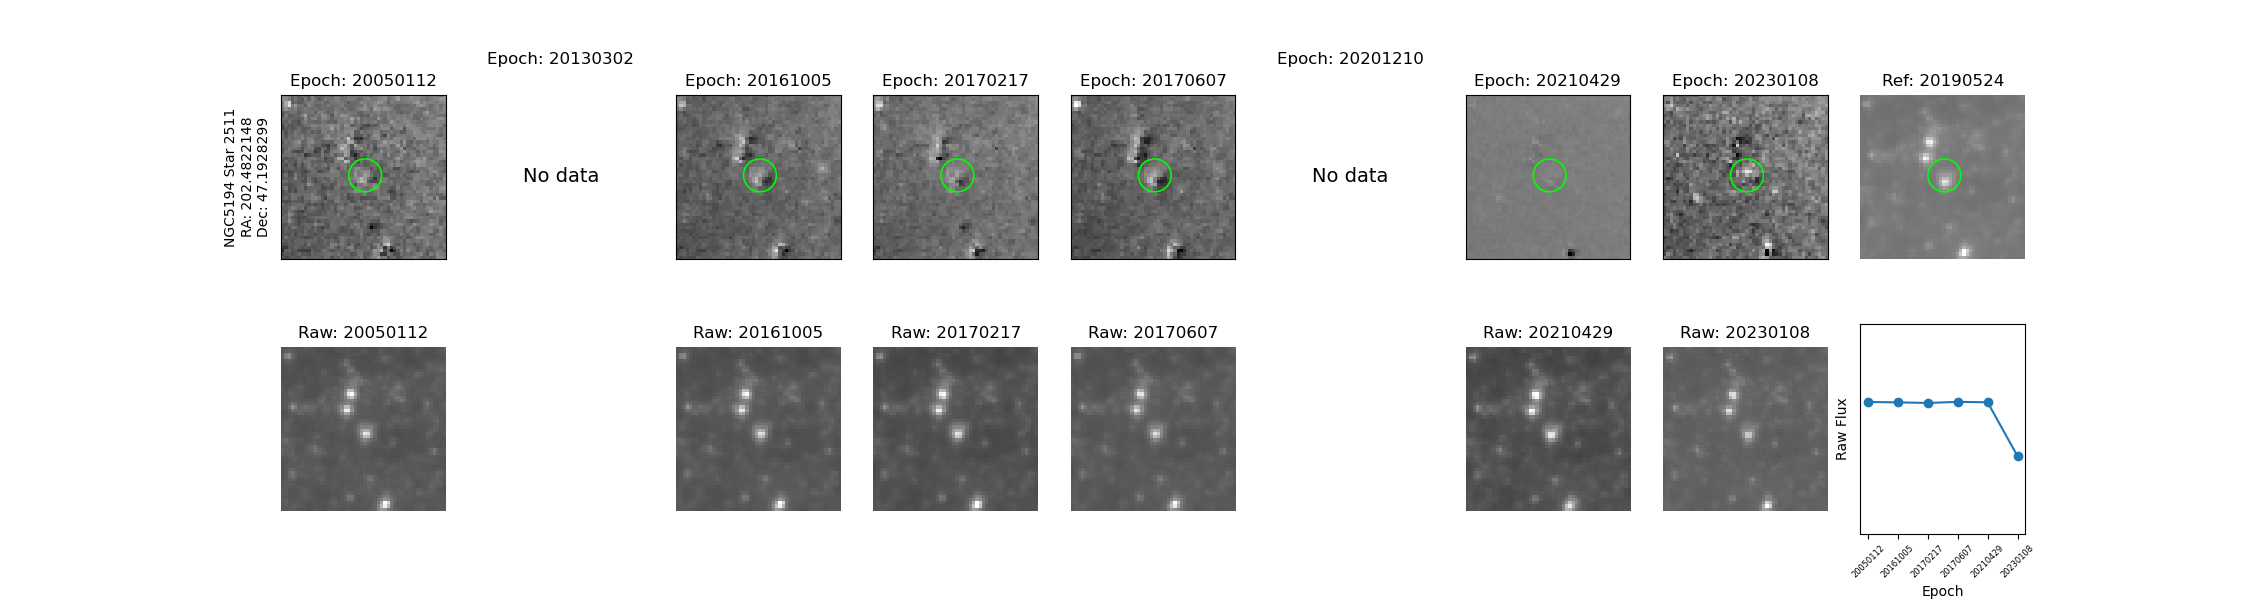 Epoch: 20130302
Epoch: 20201210
Epoch: 20050112
Epoch: 20161005
Epoch: 20170217
Epoch: 20170607
Epoch: 20210429
Epoch: 20230108
Ref: 20190524
NGC5194 Star 2511
RA: 202.4822148
Dec: 47.1928299
No data
No data
Raw: 20050112
Raw: 20161005
Raw: 20170217
Raw: 20170607
Raw: 20210429
Raw: 20230108
Raw Flux
20050112
20161005
20170217
20170607
20210429
20230108
Epoch